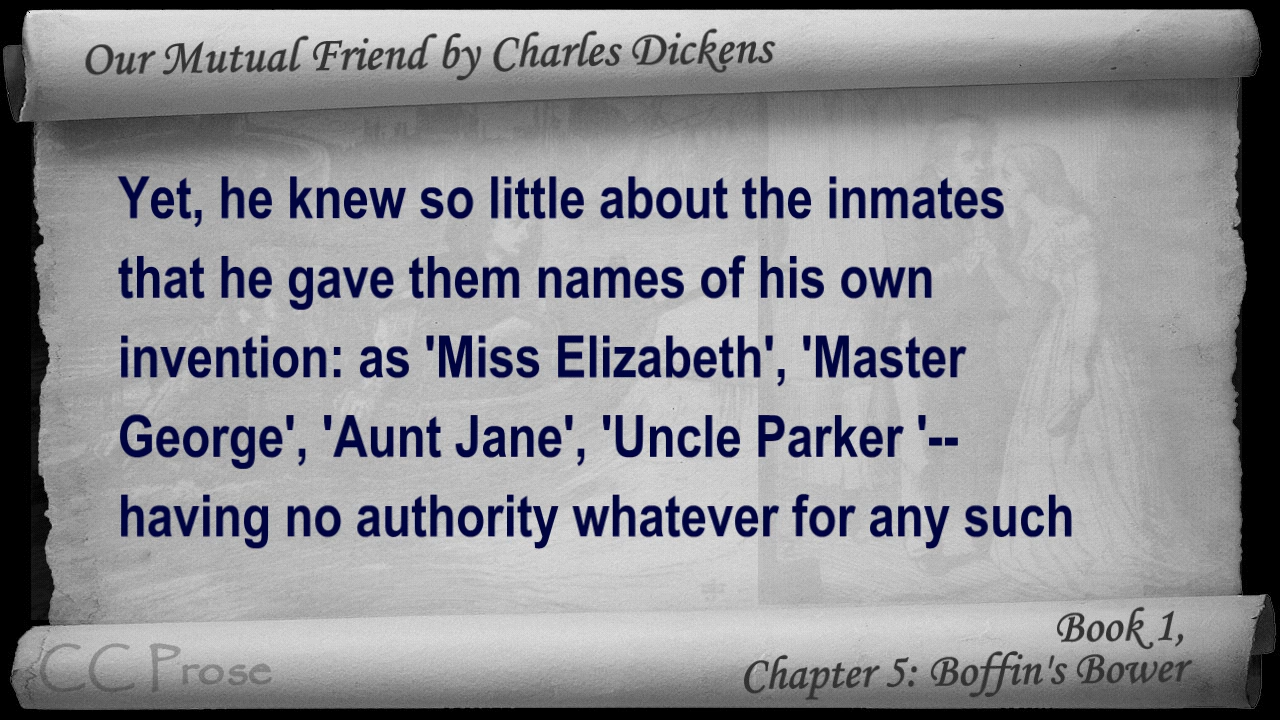 Our Mutual Friend by Charles Dickens
Yet, he knew so little about the inmates
that he gave them names of his own
invention: as 'Miss Elizabeth', 'Master
George', 'Aunt Jane', 'Uncle Parker '--
having no authority whatever for any such
Book 1,
Chapter 5: Boffin's Bower
CC Prose